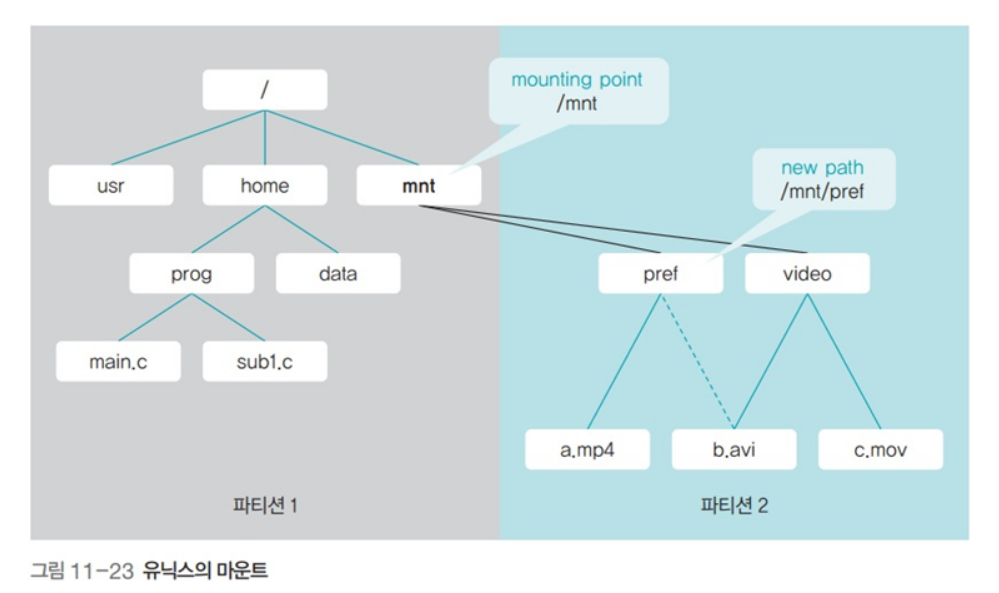 /
mounting point
/mnt
usr
home
mnt
new path
/mnt/pref
prog
data
pref
video
main.c
sub1.c
a.mp4
b.avi
c.mov
파티션 1
파티션 2
그림 11-23 유닉스의 마운트